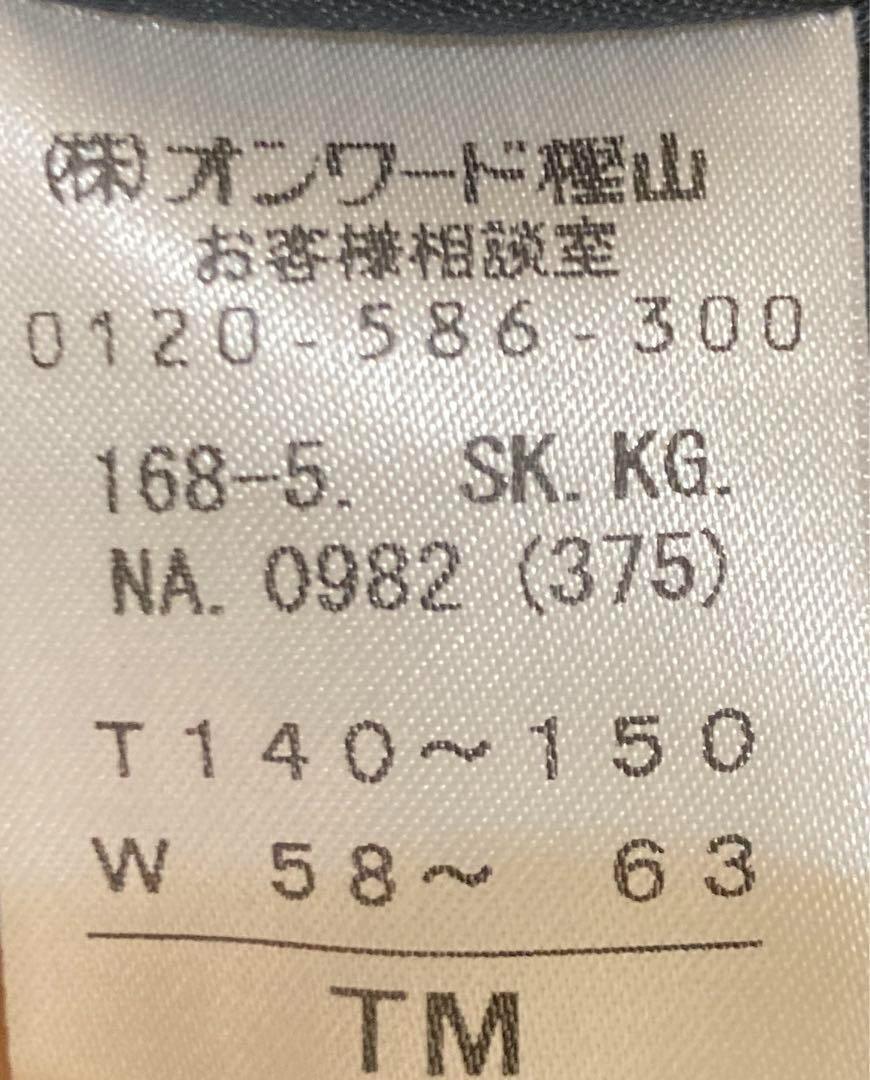 ㈱オンワード樫山
お客様相談室
0120-586-300
168-5. SK. KG.
NA. 0982 (375)
T140〜150
W 58〜 63
TM